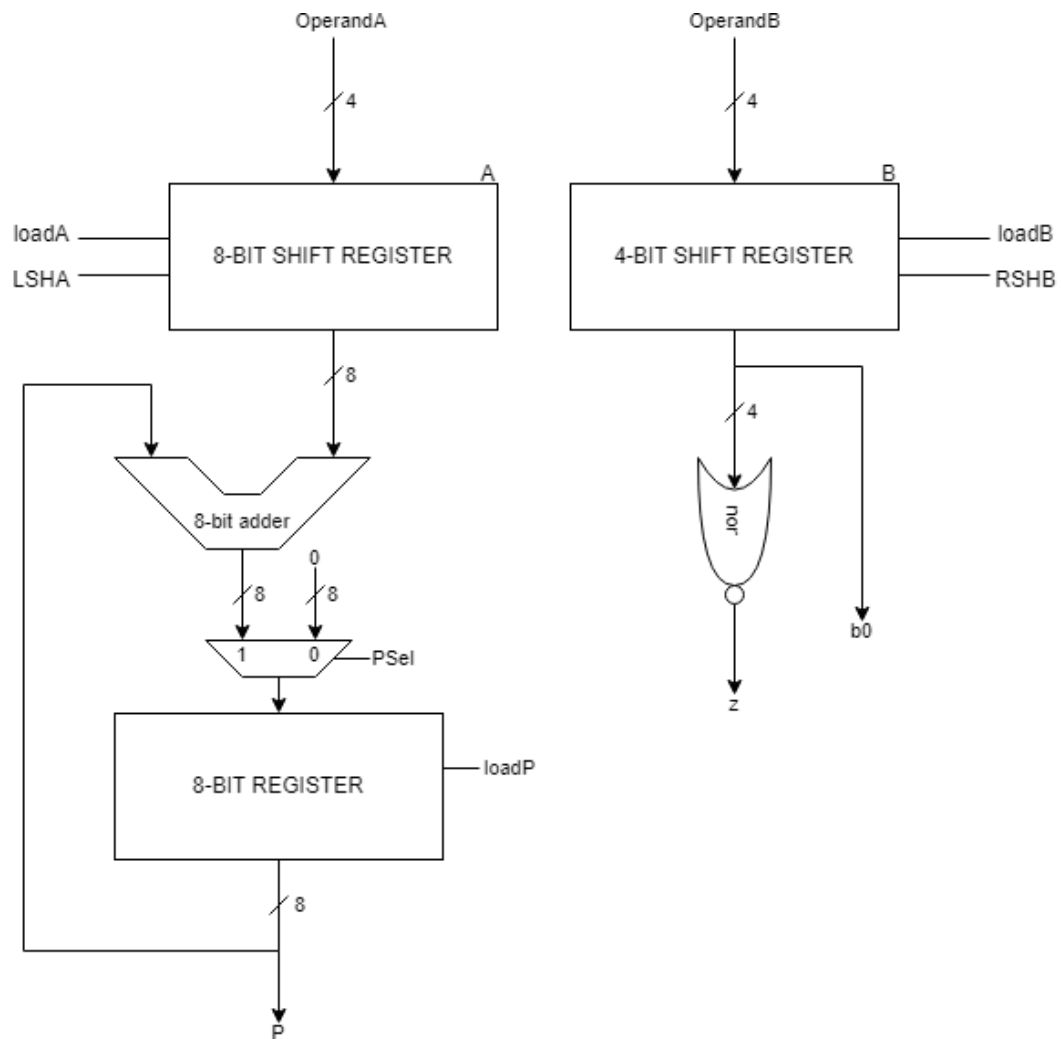 OperandA
OperandB
4
4
A
B
loadA
LSHA
8-BIT SHIFT REGISTER
4-BIT SHIFT REGISTER
loadB
RSHB
8
4
8-bit adder
nor
0
8
8
1
0
PSel
b0
z
8-BIT REGISTER
loadP
8
P